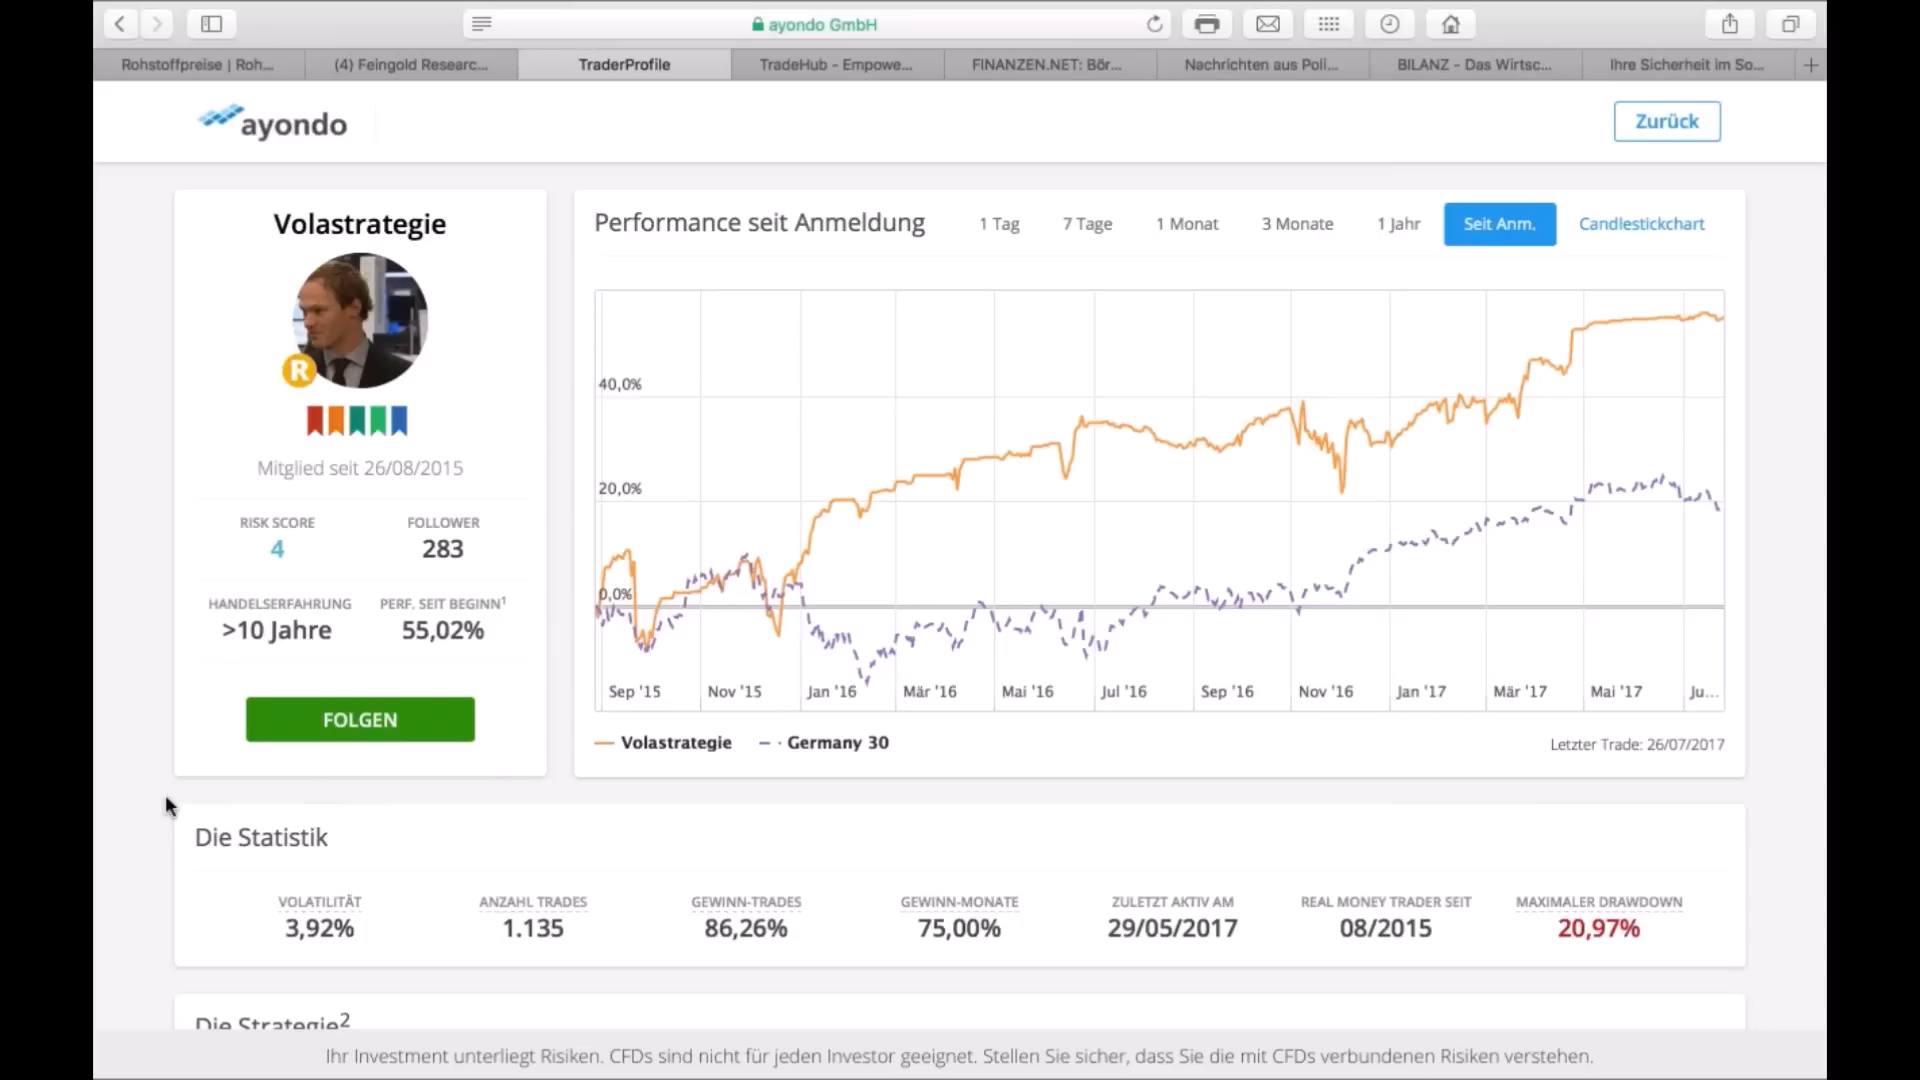 ayondo GmbH
Rohstoffpreise | Roh...
(4) Feingold Researc...
TraderProfile
TradeHub - Empowe...
FINANZEN.NET: Bör...
Nachrichten aus Poli...
BILANZ - Das Wirtsc...
Ihre Sicherheit im So...
ayondo
Zurück
Volastrategie
R
Mitglied seit 26/08/2015
RISK SCORE
4
FOLLOWER
283
HANDELSERFAHRUNG
>10 Jahre
PERF. SEIT BEGINN¹
55,02%
FOLGEN
Performance seit Anmeldung
1 Tag
7 Tage
1 Monat
3 Monate
1 Jahr
Seit Anm.
Candlestickchart
40,0%
20,0%
0,0%
Sep '15
Nov '15
Jan '16
Mär '16
Mai '16
Jul '16
Sep '16
Nov '16
Jan '17
Mär '17
Mai '17
Ju...
Volastrategie
Germany 30
Letzter Trade: 26/07/2017
Die Statistik
VOLATILITÄT
3,92%
ANZAHL TRADES
1.135
GEWINN-TRADES
86,26%
GEWINN-MONATE
75,00%
ZULETZT AKTIV AM
29/05/2017
REAL MONEY TRADER SEIT
08/2015
MAXIMALER DRAWDOWN
20,97%
Die Strategie²
Ihr Investment unterliegt Risiken. CFDs sind nicht für jeden Investor geeignet. Stellen Sie sicher, dass Sie die mit CFDs verbundenen Risiken verstehen.